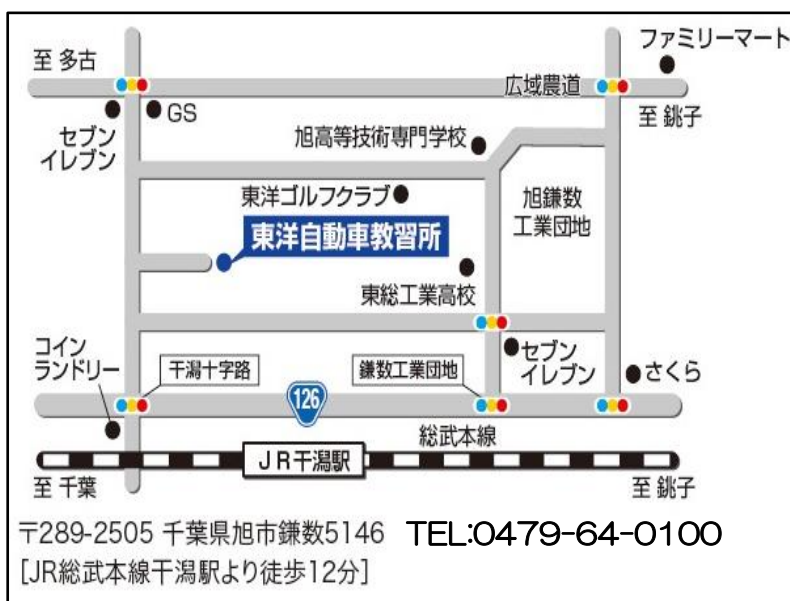 ファミリーマート
至 多古
広域農道
至 銚子
GS
セブン
イレブン
旭高等技術専門学校
東洋ゴルフクラブ
旭鎌数
工業団地
東洋自動車教習所
東総工業高校
コイン
ランドリー
干潟十字路
鎌数工業団地
セブン
イレブン
さくら
126
総武本線
JR干潟駅
至 千葉
至 銚子
〒289-2505 千葉県旭市鎌数5146 TEL:0479-64-0100
[JR総武本線干潟駅より徒歩12分]